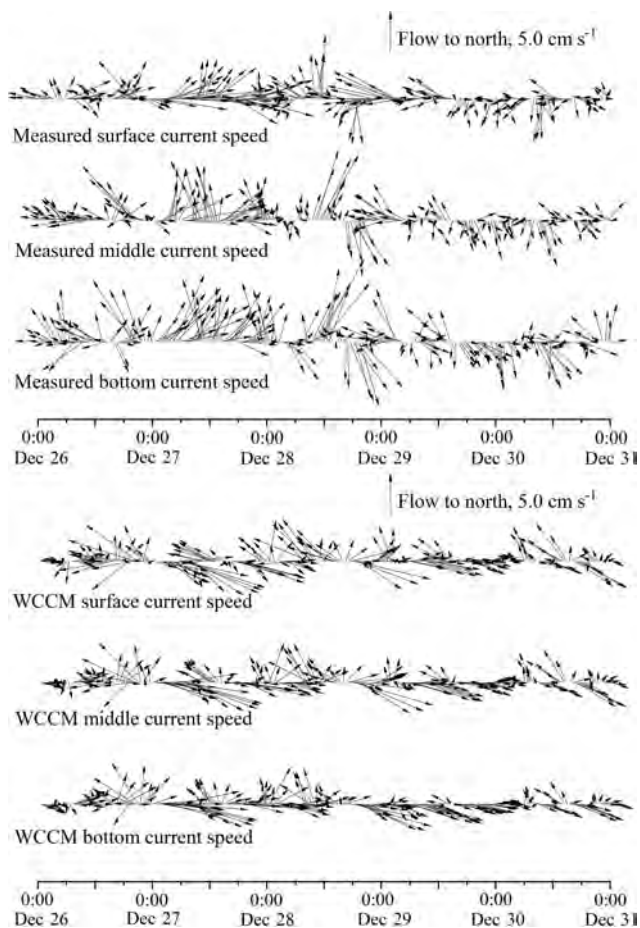 Flow to north, 5.0 cm s⁻¹
Measured surface current speed
Measured middle current speed
Measured bottom current speed
0:00 0:00 0:00 0:00 0:00 0:00
Dec 26 Dec 27 Dec 28 Dec 29 Dec 30 Dec 31
Flow to north, 5.0 cm s⁻¹
WCCM surface current speed
WCCM middle current speed
WCCM bottom current speed
0:00 0:00 0:00 0:00 0:00 0:00
Dec 26 Dec 27 Dec 28 Dec 29 Dec 30 Dec 31